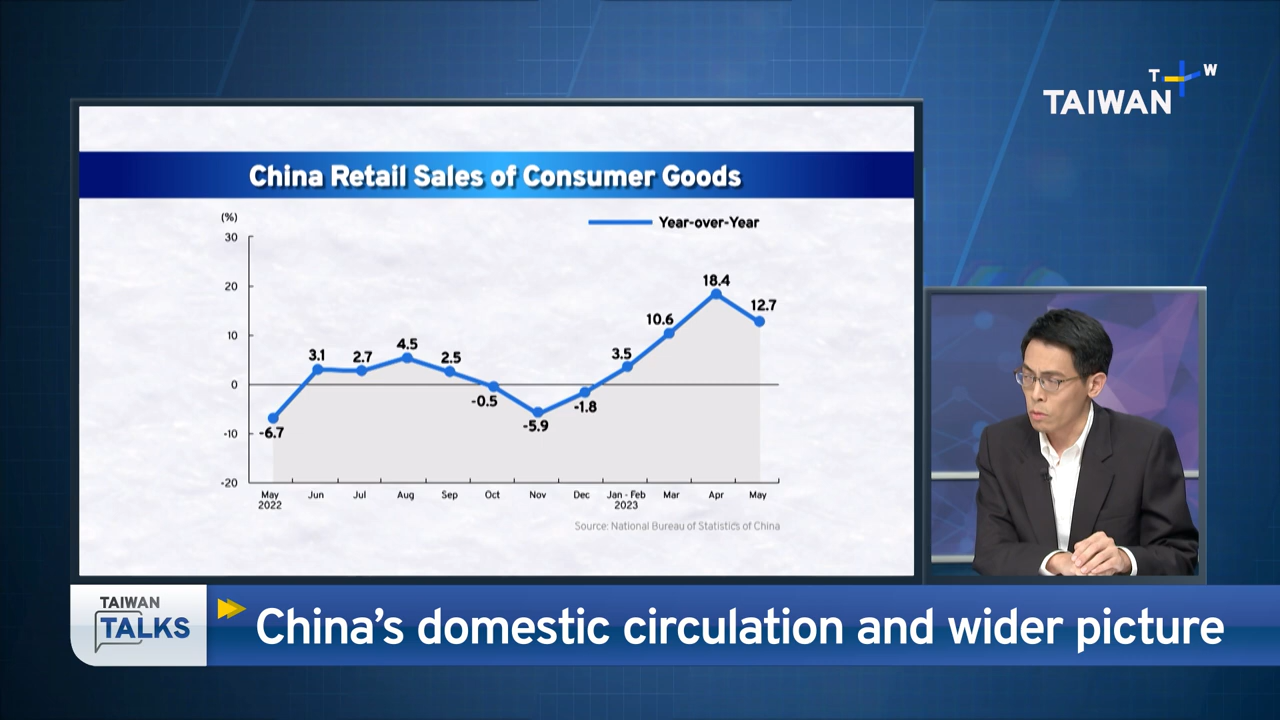 T W
TAIWAN
China Retail Sales of Consumer Goods
(%)
Year-over-Year
30
20
10
0
-10
-20
-6.7
3.1
2.7
4.5
2.5
-0.5
-5.9
-1.8
3.5
10.6
18.4
12.7
May Jun Jul Aug Sep Oct Nov Dec Jan - Feb Mar Apr May
2022 2023
Source: National Bureau of Statistics of China
TAIWAN
TALKS
China's domestic circulation and wider picture